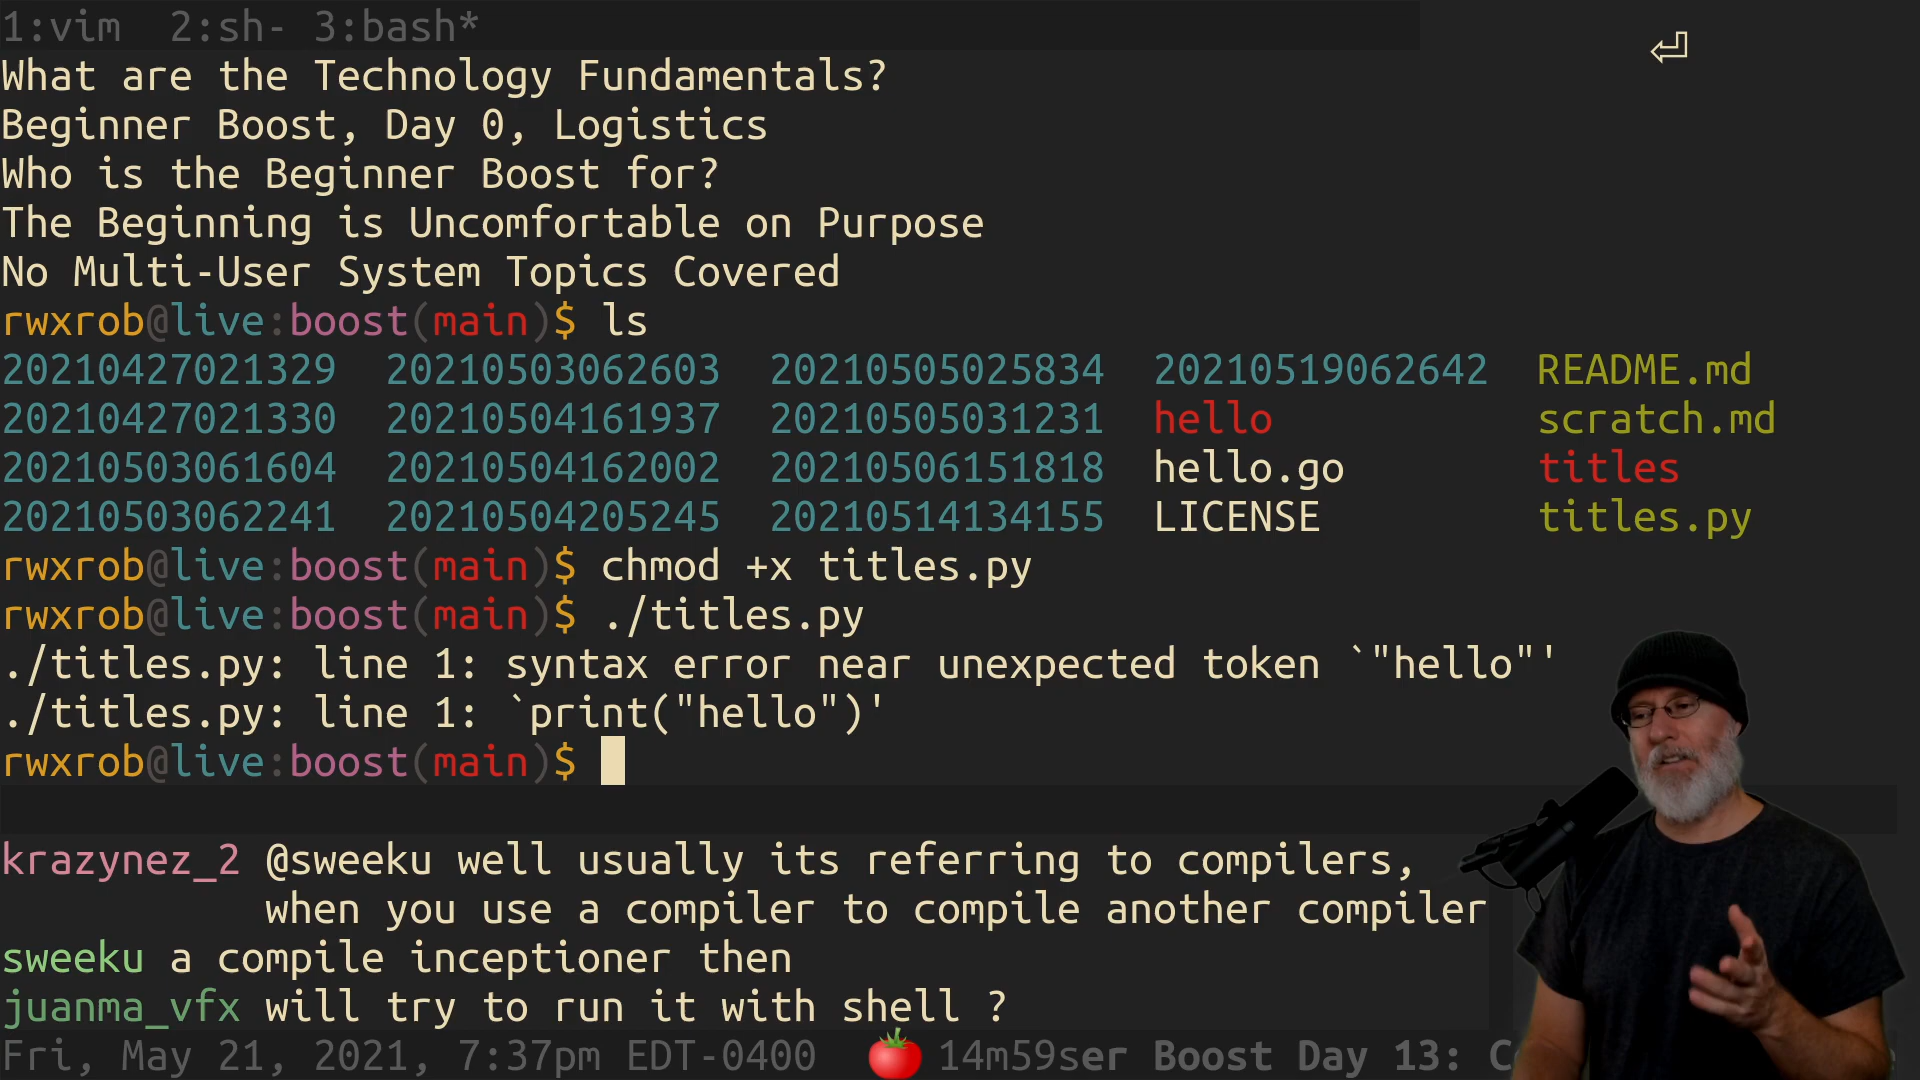 1:vim  2:sh- 3:bash*
⏎
What are the Technology Fundamentals?
Beginner Boost, Day 0, Logistics
Who is the Beginner Boost for?
The Beginning is Uncomfortable on Purpose
No Multi-User System Topics Covered
rwxrob@live:boost(main)$ ls
20210427021329  20210503062603  20210505025834  20210519062642  README.md
20210427021330  20210504161937  20210505031231  hello           scratch.md
20210503061604  20210504162002  20210506151818  hello.go        titles
20210503062241  20210504205245  20210514134155  LICENSE         titles.py
rwxrob@live:boost(main)$ chmod +x titles.py
rwxrob@live:boost(main)$ ./titles.py
./titles.py: line 1: syntax error near unexpected token `"hello"'
./titles.py: line 1: `print("hello")'
rwxrob@live:boost(main)$
krazynez_2 @sweeku well usually its referring to compilers,
when you use a compiler to compile another compiler
sweeku a compile inceptioner then
juanma_vfx will try to run it with shell ?
Fri, May 21, 2021, 7:37pm EDT-0400 🍅 14m59ser Boost Day 13: